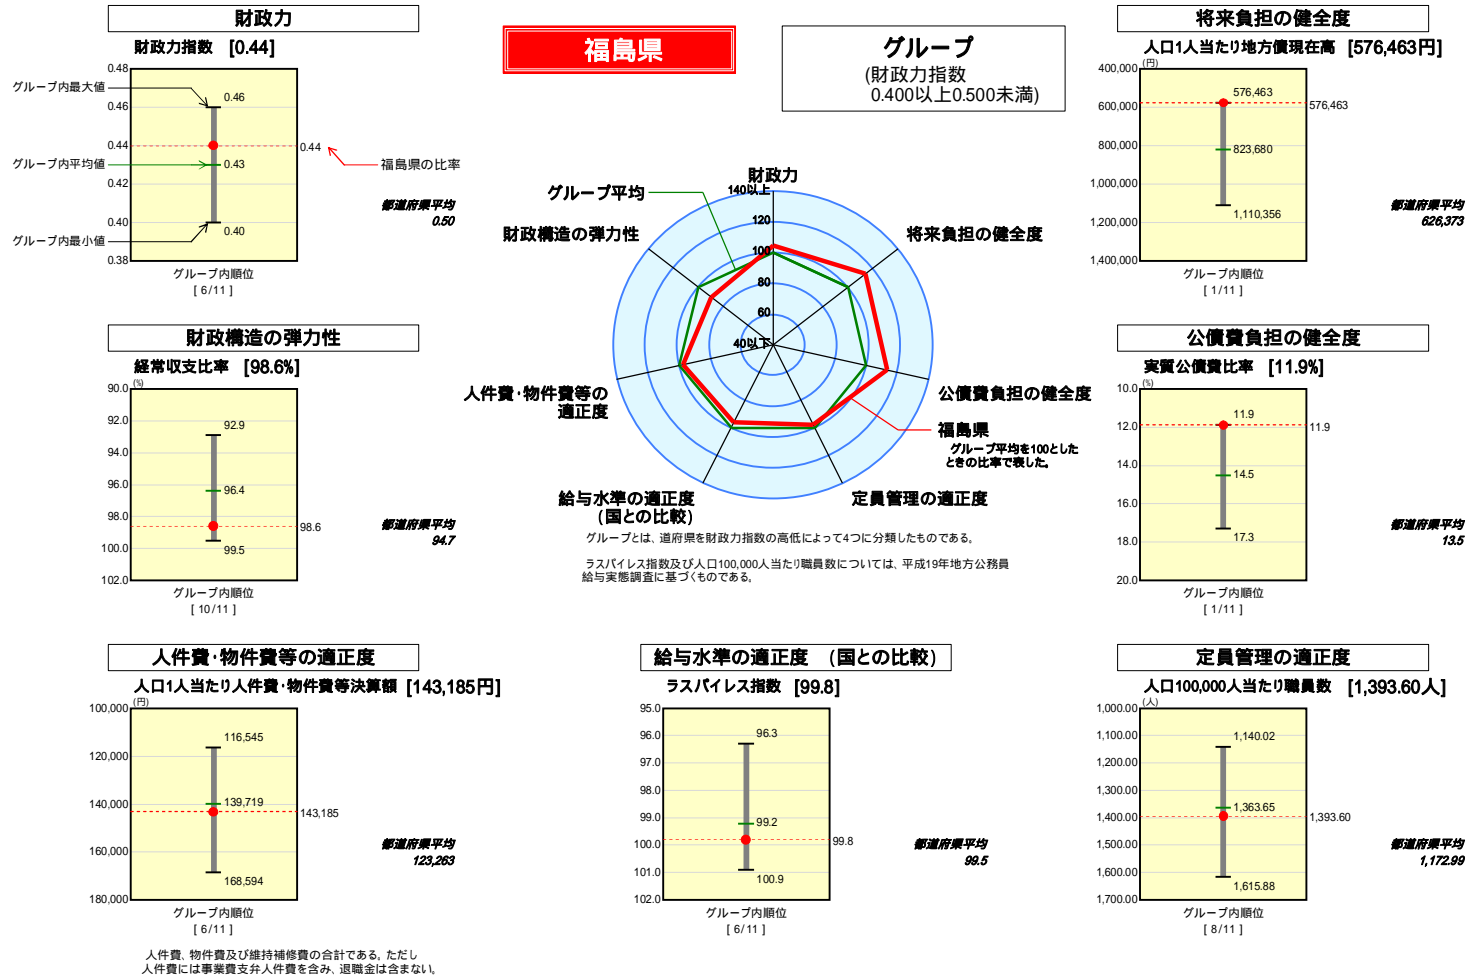 財政力
財政力指数 [0.44]
0.48
0.46
0.44
0.42
0.40
0.38
グループ内最大値
グループ内平均値
グループ内最小値
0.46
0.43
0.40
0.44
福島県の比率
都道府県平均
0.50
グループ内順位
[ 6/11 ]
福島県
グループ
(財政力指数
0.400以上0.500未満)
将来負担の健全度
人口1人当たり地方債現在高 [576,463円]
(円)
400,000
600,000
800,000
1,000,000
1,200,000
1,400,000
576,463
823,680
1,110,356
576,463
都道府県平均
626,373
グループ内順位
[ 1/11 ]
財政力
140以上
120
100
80
60
40以下
グループ平均
財政構造の弾力性
将来負担の健全度
人件費・物件費等の
適正度
公債費負担の健全度
福島県
グループ平均を100とした
ときの比率で表した。
給与水準の適正度
(国との比較)
定員管理の適正度
グループとは、道府県を財政力指数の高低によって4つに分類したものである。
ラスパイレス指数及び人口100,000人当たり職員数については、平成19年地方公務員
給与実態調査に基づくものである。
財政構造の弾力性
経常収支比率 [98.6%]
(%)
90.0
92.0
94.0
96.0
98.0
100.0
102.0
92.9
96.4
99.5
98.6
都道府県平均
94.7
グループ内順位
[ 10/11 ]
公債費負担の健全度
実質公債費比率 [11.9%]
(%)
10.0
12.0
14.0
16.0
18.0
20.0
11.9
14.5
17.3
11.9
都道府県平均
13.5
グループ内順位
[ 1/11 ]
人件費・物件費等の適正度
人口1人当たり人件費・物件費等決算額 [143,185円]
(円)
100,000
120,000
140,000
160,000
180,000
116,545
139,719
168,594
143,185
都道府県平均
123,263
グループ内順位
[ 6/11 ]
人件費、物件費及び維持補修費の合計である。ただし
人件費には事業費支弁人件費を含み、退職金は含まない。
給与水準の適正度 (国との比較)
ラスパイレス指数 [99.8]
95.0
96.0
97.0
98.0
99.0
100.0
101.0
102.0
96.3
99.2
100.9
99.8
都道府県平均
99.5
グループ内順位
[ 6/11 ]
定員管理の適正度
人口100,000人当たり職員数 [1,393.60人]
(人)
1,000.00
1,100.00
1,200.00
1,300.00
1,400.00
1,500.00
1,600.00
1,700.00
1,140.02
1,363.65
1,615.88
1,393.60
都道府県平均
1,172.99
グループ内順位
[ 8/11 ]